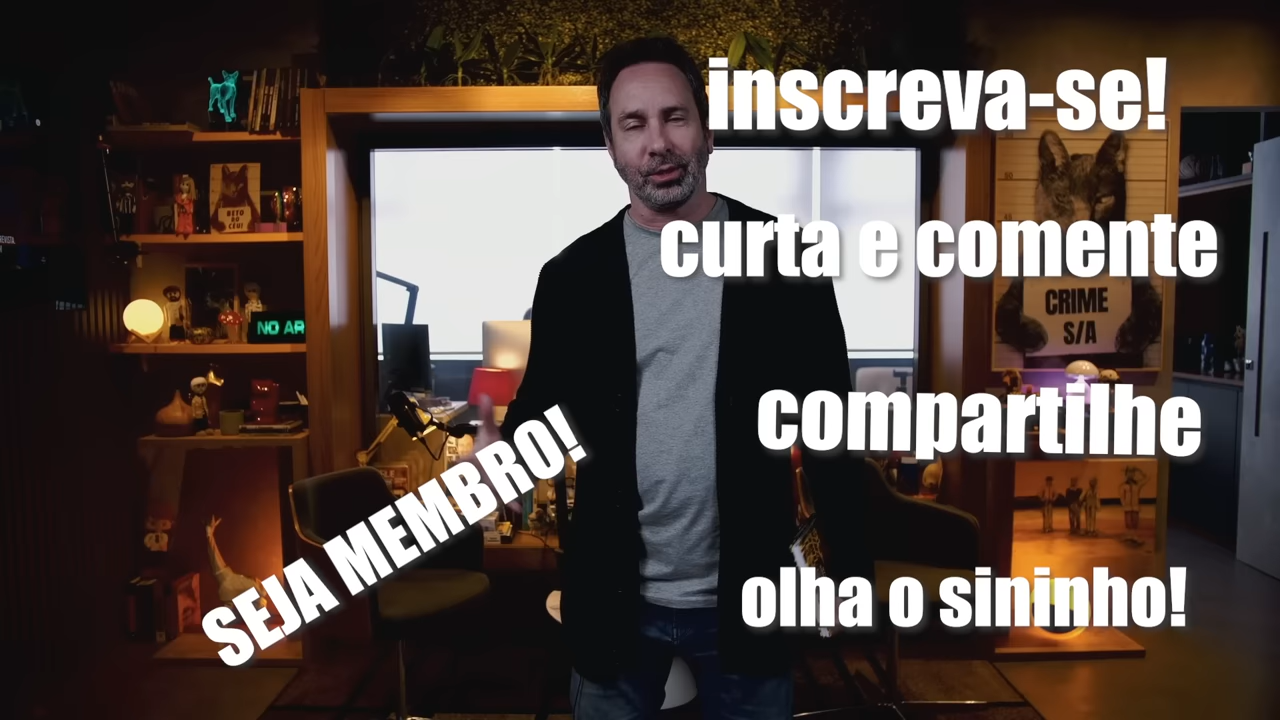 inscreva-se!
curta e comente
compartilhe
olha o sininho!
SEJA MEMBRO!
CRIME
S/A
NO AR